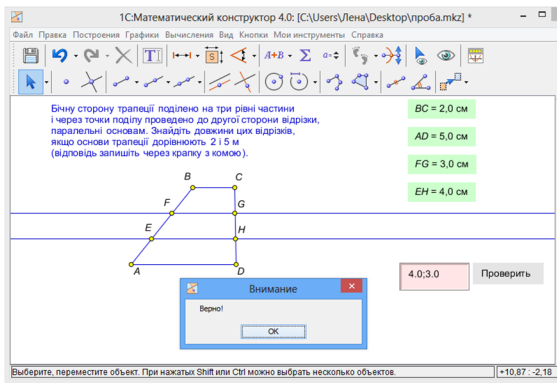 1С:Математический конструктор 4.0: [C:\Users\Лена\Desktop\проба.mkz] *
Файл Правка Построения Графики Вычисления Вид Кнопки Мои инструменты Справка
T S A+B Σ a=
Бічну сторону трапеції поділено на три рівні частини
і через точки поділу проведено до другої сторони відрізки,
паралельні основам. Знайдіть довжини цих відрізків,
якщо основи трапеції дорівнюють 2 і 5 м
(відповідь запишіть через крапку з комою).
BC = 2,0 см
AD = 5,0 см
FG = 3,0 см
EH = 4,0 см
B C
F G
E H
A D
4.0;3.0 Проверить
Внимание
Верно!
OK
Выберите, переместите объект. При нажатых Shift или Ctrl можно выбрать несколько объектов. +10,87 : -2,18